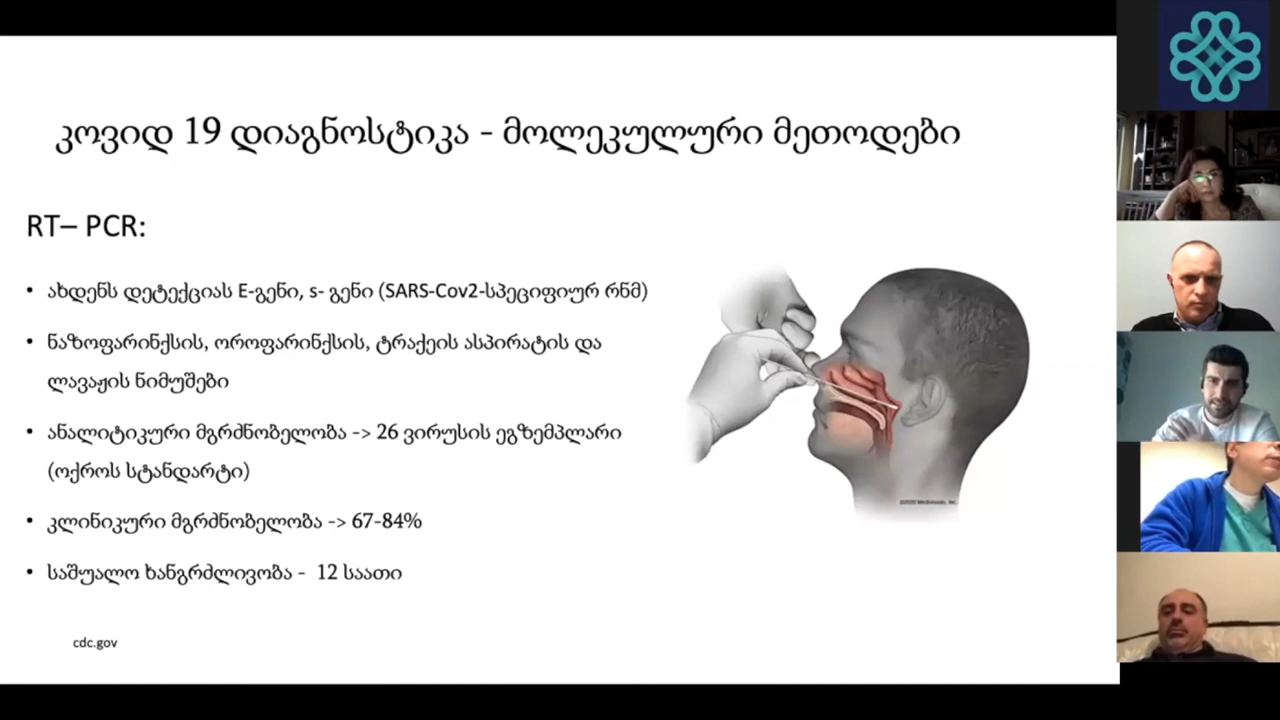 კოვიდ 19 დიაგნოსტიკა - მოლეკულური მეთოდები
RT– PCR:
• ახდენს დეტექციას E-გენი, s- გენი (SARS-Cov2-სპეციფიურ რნმ)
• ნაზოფარინქსის, ოროფარინქსის, ტრაქეის ასპირატის და
ლავაჟის ნიმუშები
• ანალიტიკური მგრძნობელობა -> 26 ვირუსის ეგზემპლარი
(ოქროს სტანდარტი)
• კლინიკური მგრძნობელობა -> 67-84%
• საშუალო ხანგრძლივობა - 12 საათი
cdc.gov